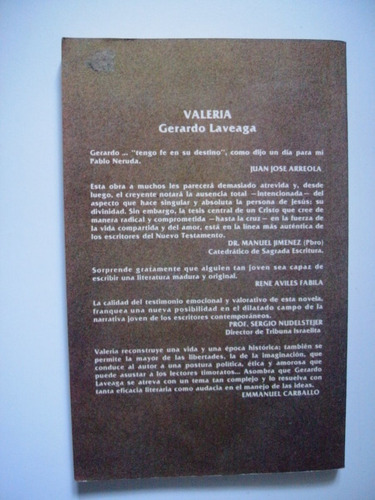 VALERIA
Gerardo Laveaga
Gerardo ... "tengo fe en su destino", como dijo un día para mí
Pablo Neruda.
JUAN JOSE ARREOLA
Esta obra a muchos les parecerá demasiado atrevida y, desde
luego, el creyente notará la ausencia total —intencionada— del
aspecto que hace singular y absoluta la persona de Jesús: su
divinidad. Sin embargo, la tesis central de un Cristo que cree de
manera radical y comprometida —hasta la cruz— en la fuerza de
la vida compartida y del amor, está en la línea más auténtica de
los escritores del Nuevo Testamento.
DR. MANUEL JIMENEZ (Pbro)
Catedrático de Sagrada Escritura.
Sorprende gratamente que alguien tan joven sea capaz de
escribir una literatura madura y original.
RENE AVILES FABILA
La calidad del testimonio emocional y valorativo de esta novela,
franquea una nueva posibilidad en el dilatado campo de la
narrativa joven de los escritores contemporáneos.
PROF. SERGIO NUDELSTEJER
Director de Tribuna Israelita
Valeria reconstruye una vida y una época histórica; también se
permite la mayor de las libertades, la de la imaginación, que
conduce al autor a una postura política, ética y amorosa que
puede asustar a los lectores timoratos... Asombra que Gerardo
Laveaga se atreva con un tema tan complejo y lo resuelva con
tanta eficacia literaria como audacia en el manejo de las ideas.
EMMANUEL CARBALLO